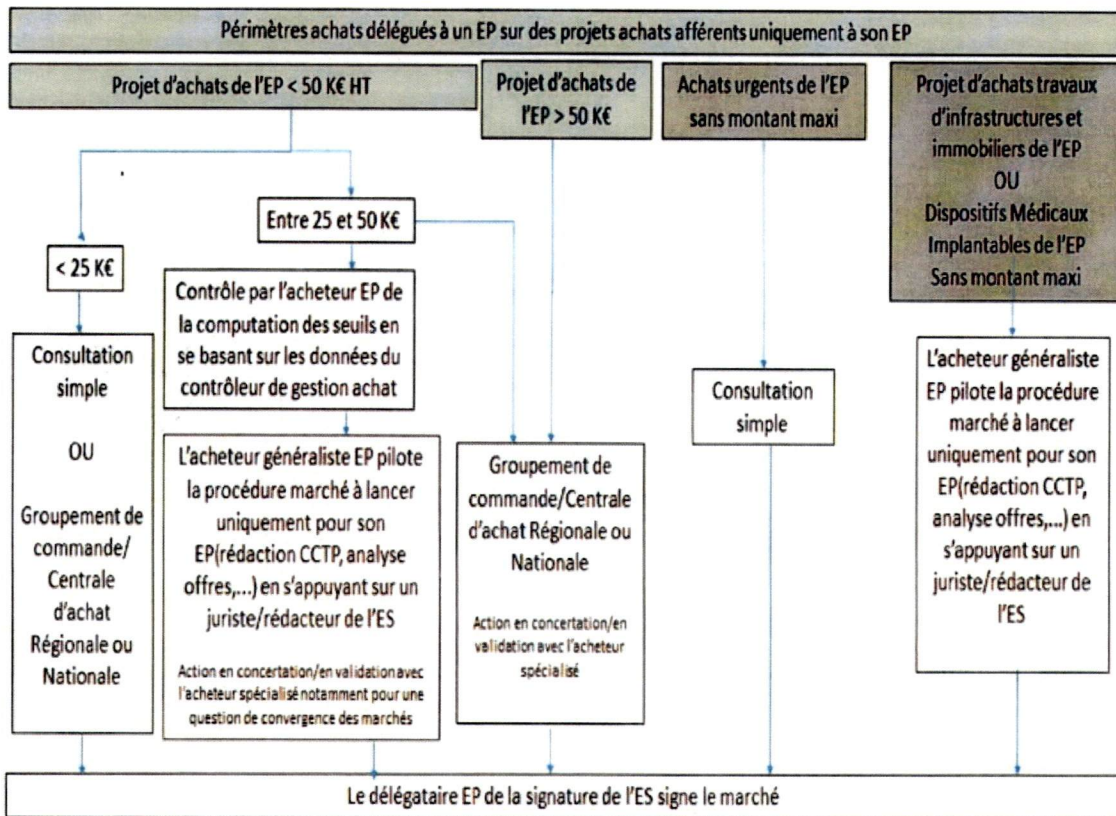 Périmètres achats délégués à un EP sur des projets achats afférents uniquement à son EP
Projet d'achats de l'EP < 50 K€ HT
Projet d'achats de
l'EP > 50 K€
Achats urgents de l'EP
sans montant maxi
Projet d'achats travaux
d'infrastructures et
immobiliers de l'EP
OU
Dispositifs Médicaux
Implantables de l'EP
Sans montant maxi
< 25 K€
Entre 25 et 50 K€
Consultation
simple
OU
Groupement de
commande/
Centrale
d'achat
Régionale ou
Nationale
Contrôle par l'acheteur EP de
la computation des seuils en
se basant sur les données du
contrôleur de gestion achat
L'acheteur généraliste EP pilote
la procédure marché à lancer
uniquement pour son
EP(rédaction CCTP, analyse
offres,...) en s'appuyant sur un
juriste/rédacteur de l'ES
Action en concertation/en validation avec
l'acheteur spécialisé notamment pour une
question de convergence des marchés
Groupement de
commande/Centrale
d'achat Régionale ou
Nationale
Action en concertation/en
validation avec l'acheteur
spécialisé
Consultation
simple
L'acheteur généraliste
EP pilote la procédure
marché à lancer
uniquement pour son
EP(rédaction CCTP,
analyse offres,...) en
s'appuyant sur un
juriste/rédacteur de
l'ES
Le délégataire EP de la signature de l'ES signe le marché